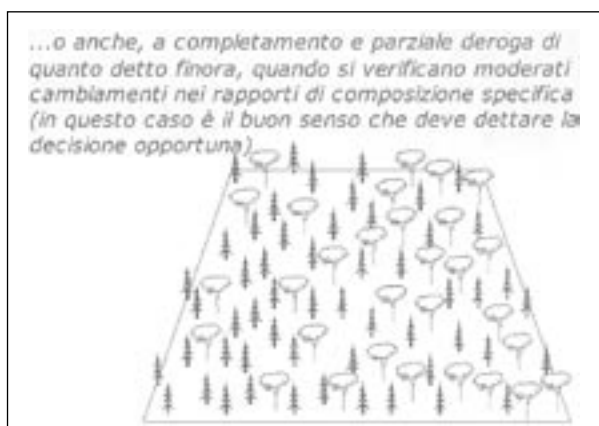 ...o anche, a completamento e parziale deroga di
quanto detto finora, quando si verificano moderati
cambiamenti nei rapporti di composizione specifica
(in questo caso è il buon senso che deve dettare la
decisione opportuna)